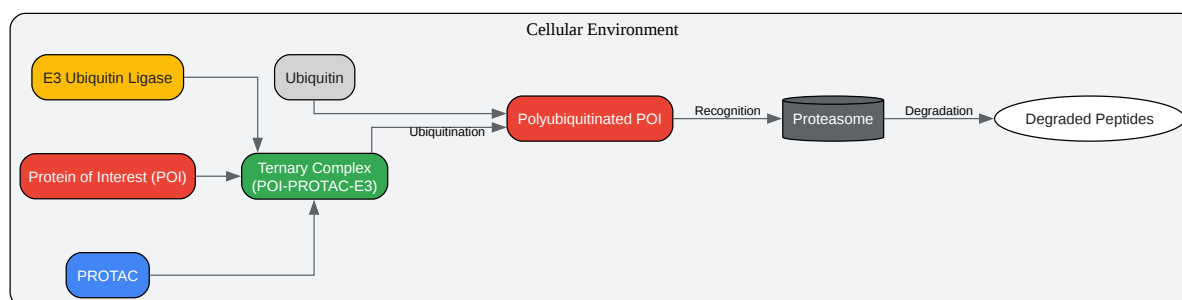 Cellular Environment
E3 Ubiquitin Ligase
Ubiquitin
Polyubiquitinated POI
Recognition
Proteasome
Degradation
Degraded Peptides
Ubiquitination
Protein of Interest (POI)
Ternary Complex
(POI-PROTAC-E3)
PROTAC